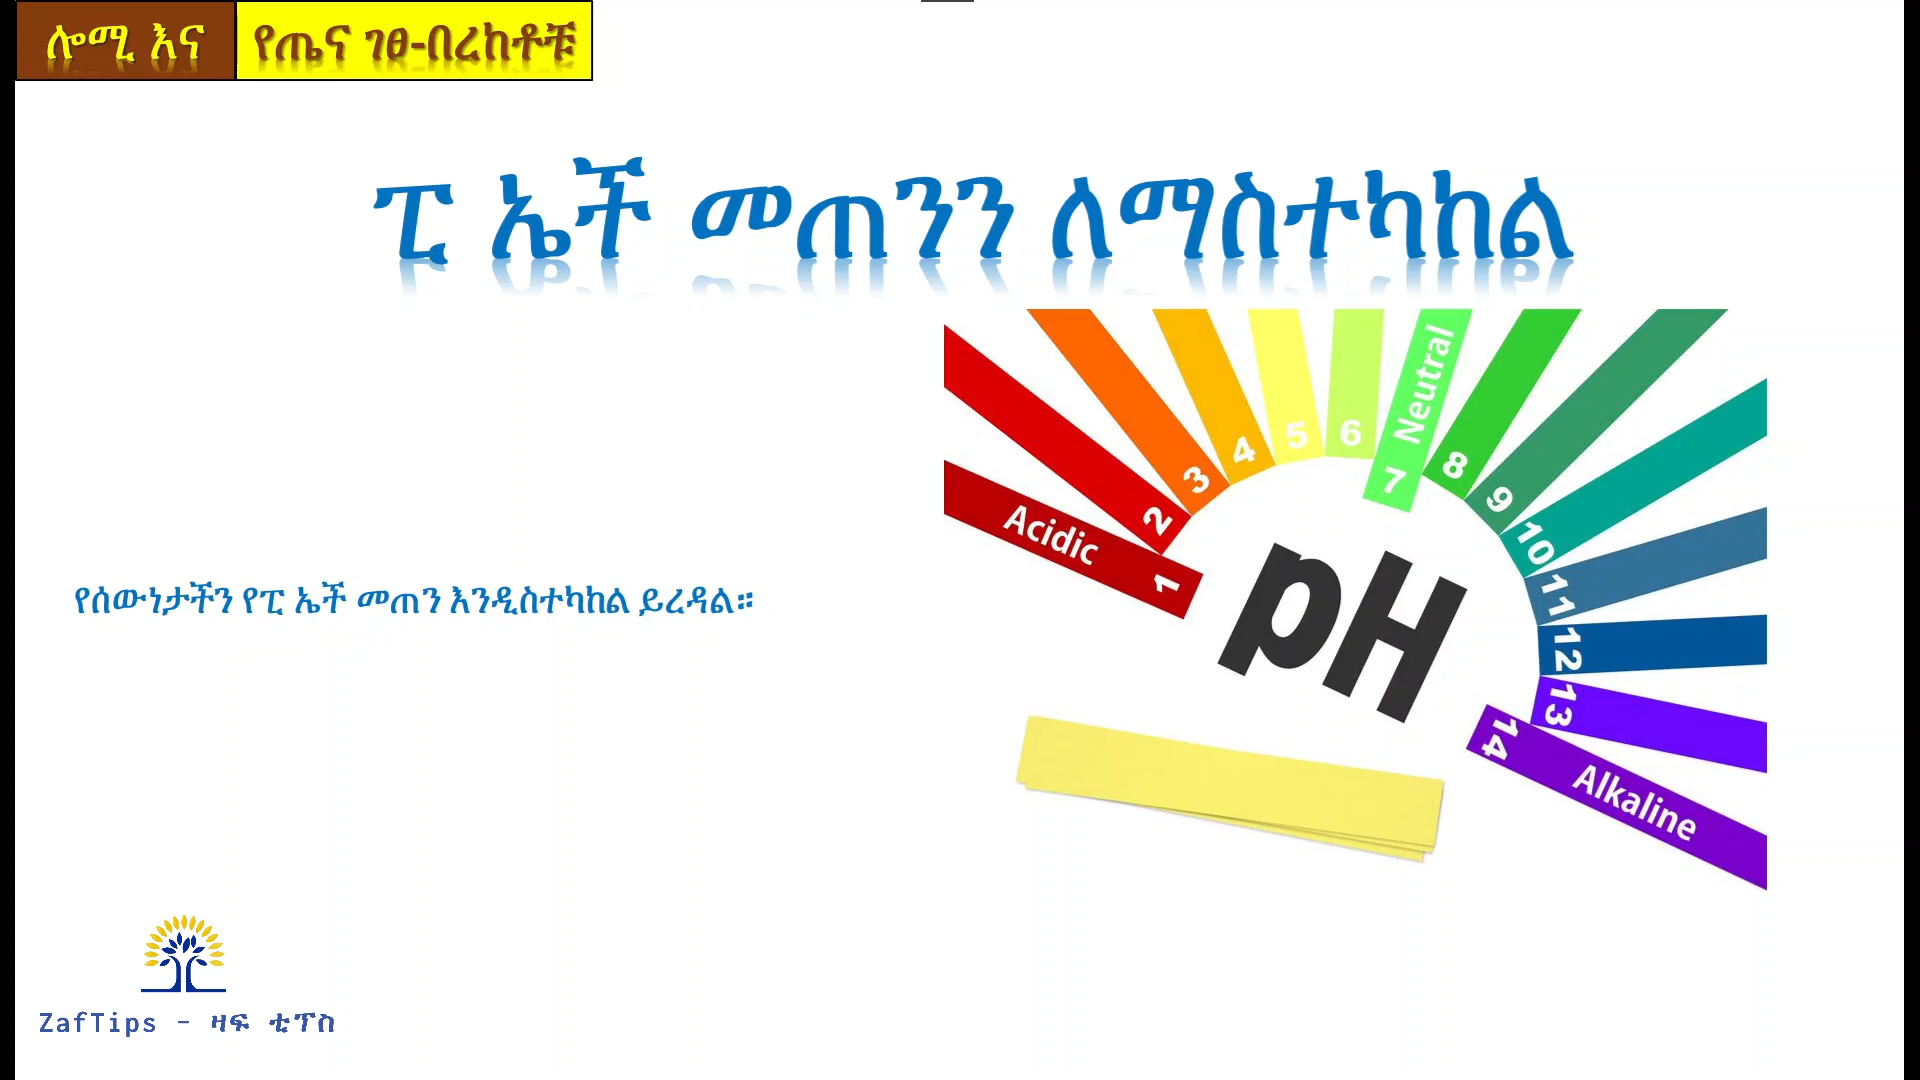 ሎሚ እና የጤና ገፀ-በረከቶቹ
ፒ ኤች መጠንን ለማስተካከል
የሰውነታችን የፒ ኤች መጠን እንዲስተካከል ይረዳል።
Acidic 1
2
3
4
5
6
7 Neutral
8
9
10
11
12
13
14 Alkaline
pH
ZafTips - ዛፍ ቲፕስ